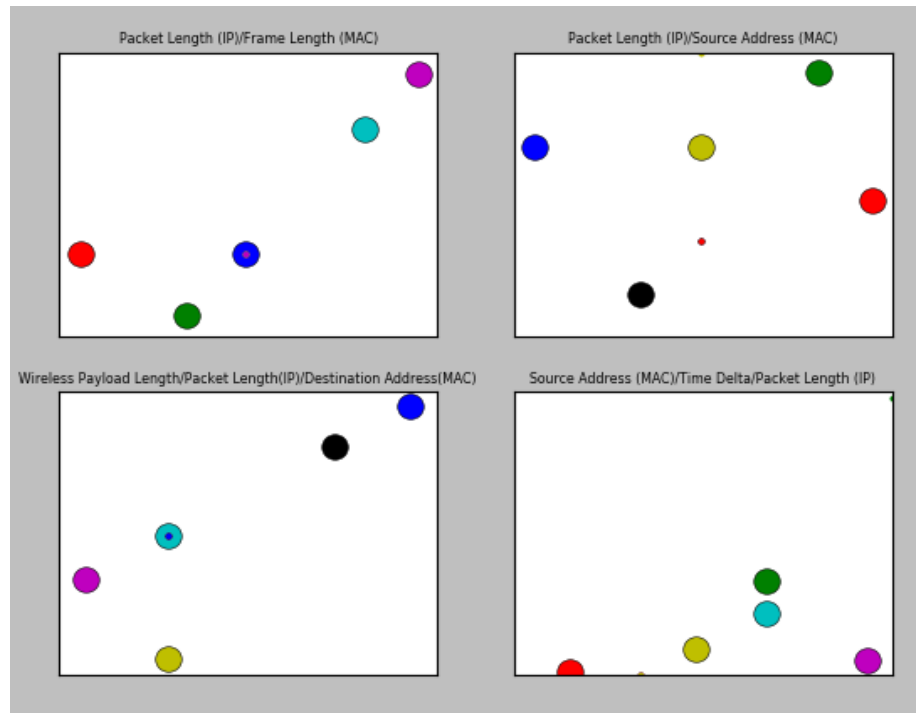 Packet Length (IP)/Frame Length (MAC)
Packet Length (IP)/Source Address (MAC)
Wireless Payload Length/Packet Length(IP)/Destination Address(MAC)
Source Address (MAC)/Time Delta/Packet Length (IP)